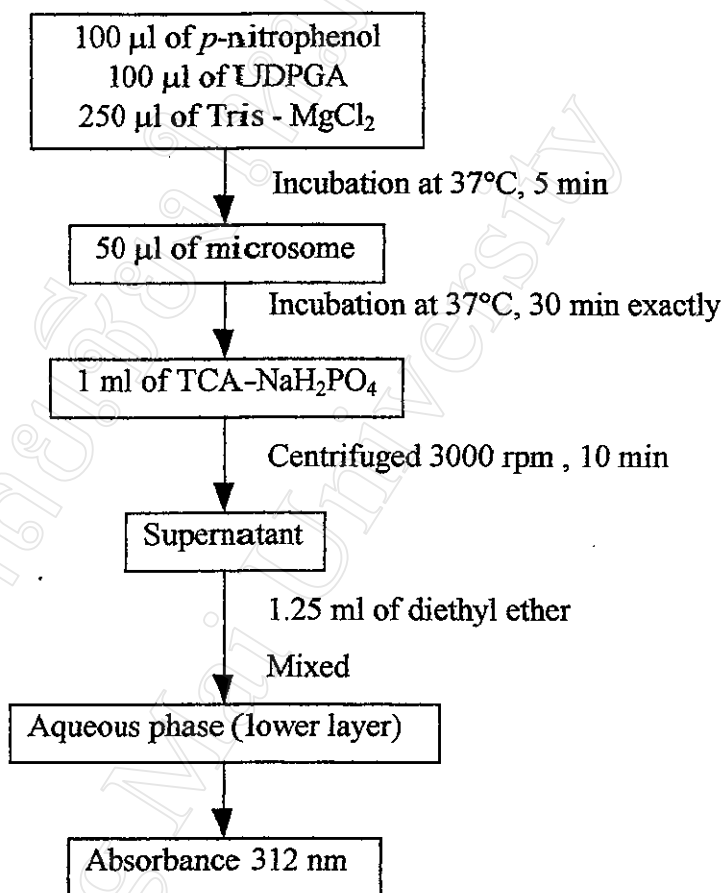 100 µl of p-nitrophenol
100 µl of UDPGA
250 µl of Tris - MgCl₂
Incubation at 37°C, 5 min
50 µl of microsome
Incubation at 37°C, 30 min exactly
1 ml of TCA-NaH₂PO₄
Centrifuged 3000 rpm , 10 min
Supernatant
1.25 ml of diethyl ether
Mixed
Aqueous phase (lower layer)
Absorbance 312 nm
Mai University